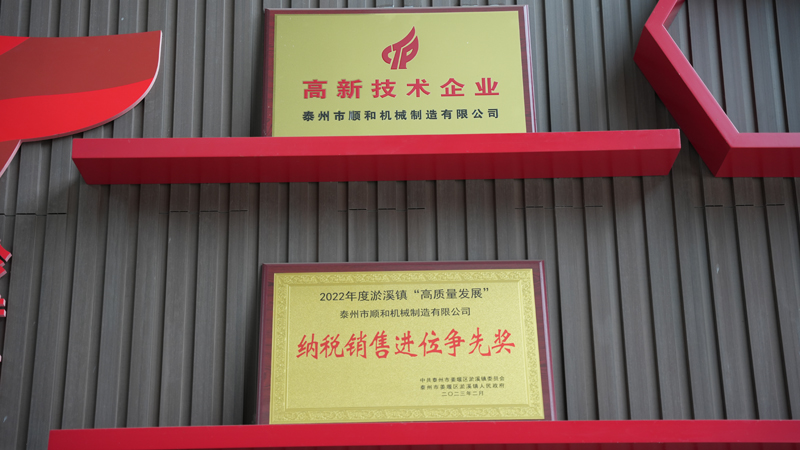 高新技术企业
泰州市顺和机械制造有限公司
2022年度淤溪镇“高质量发展”
泰州市顺和机械制造有限公司
纳税销售进位争先奖
中共泰州市姜堰区淤溪镇委员会
泰州市姜堰区淤溪镇人民政府
二〇二三年二月